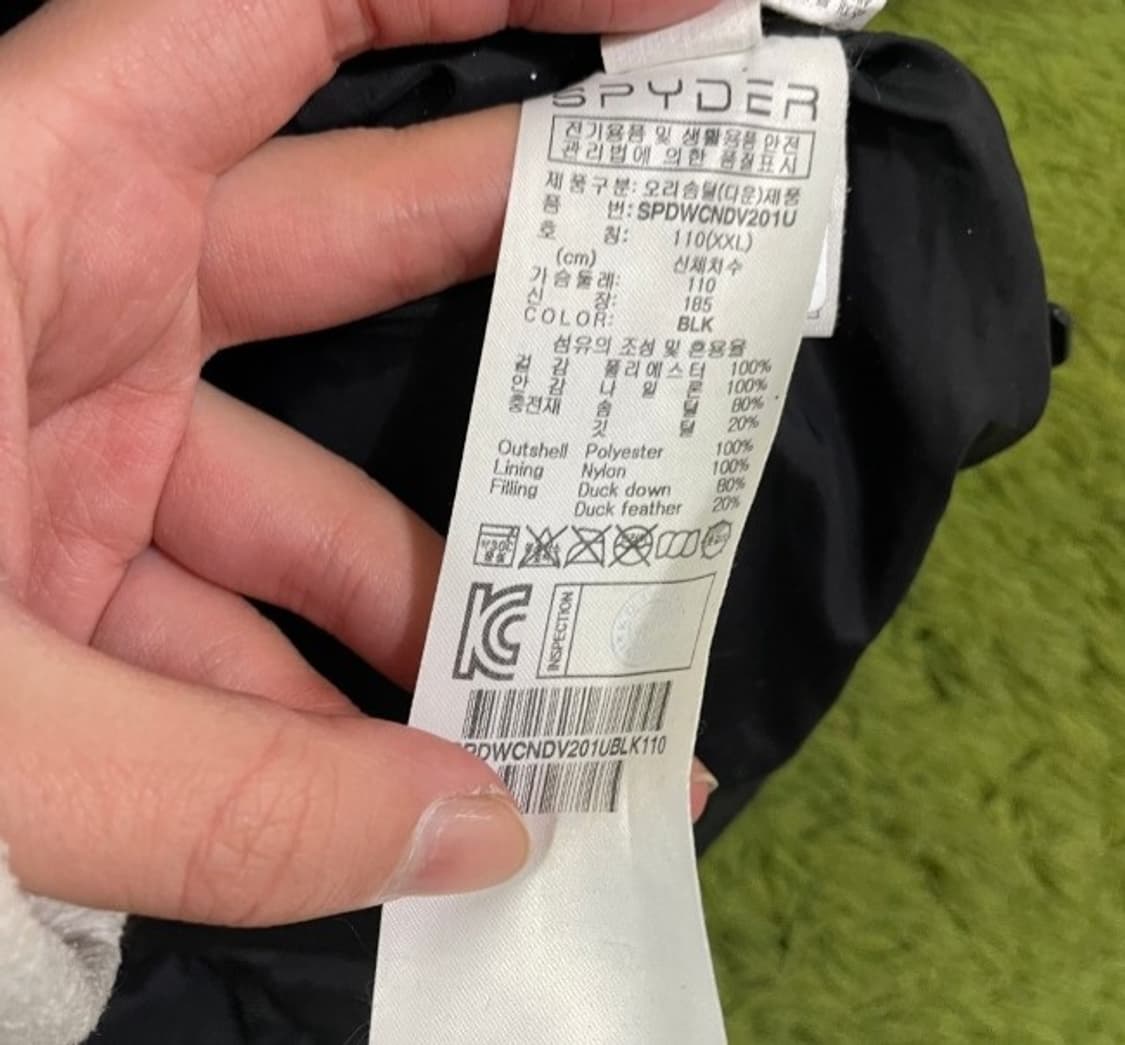 SPYDER
전기용품 및 생활용품 안전
관리법에 의한 품질표시
제품구분: 오리솜털(다운)제품
품 번: SPDWCNDV201U
호 칭: 110(XXL)
(cm) 신체치수
가슴둘레: 110
신 장: 185
COLOR: BLK
섬유의 조성 및 혼용율
겉 감 폴리에스터 100%
안 감 나 일 론 100%
충전재 솜 털 80%
깃 털 20%
Outshell Polyester 100%
Lining Nylon 100%
Filling Duck down 80%
Duck feather 20%
KC
INSPECTION
PDWCNDV201UBLK110